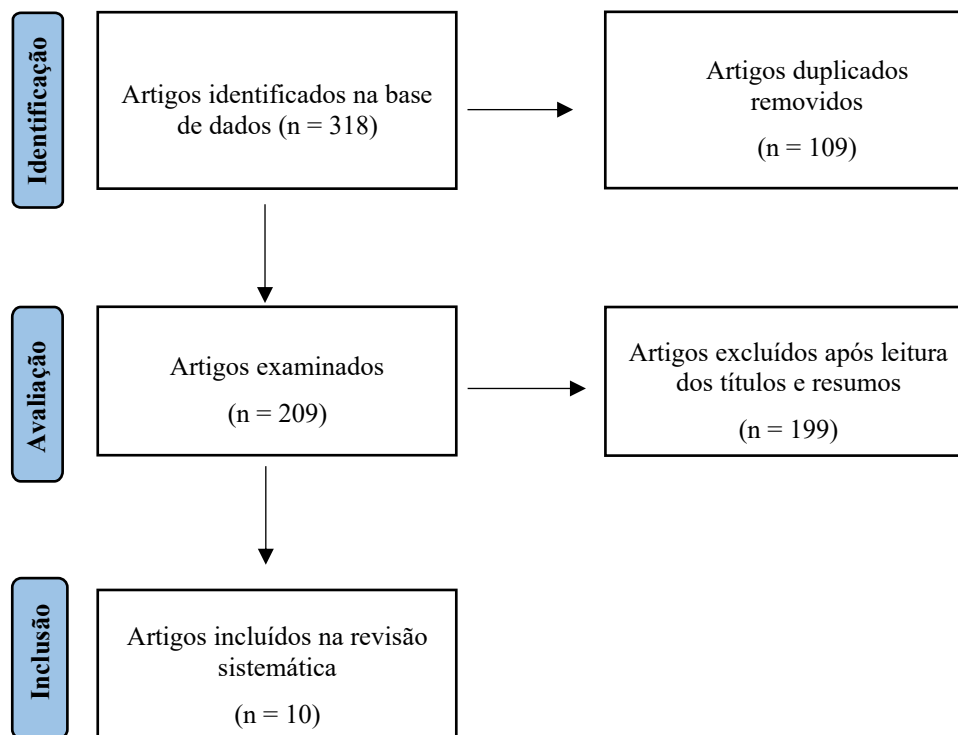 Identificação
Artigos identificados na base
de dados (n = 318)
Artigos duplicados
removidos
(n = 109)
Avaliação
Artigos examinados
(n = 209)
Artigos excluídos após leitura
dos títulos e resumos
(n = 199)
Inclusão
Artigos incluídos na revisão
sistemática
(n = 10)